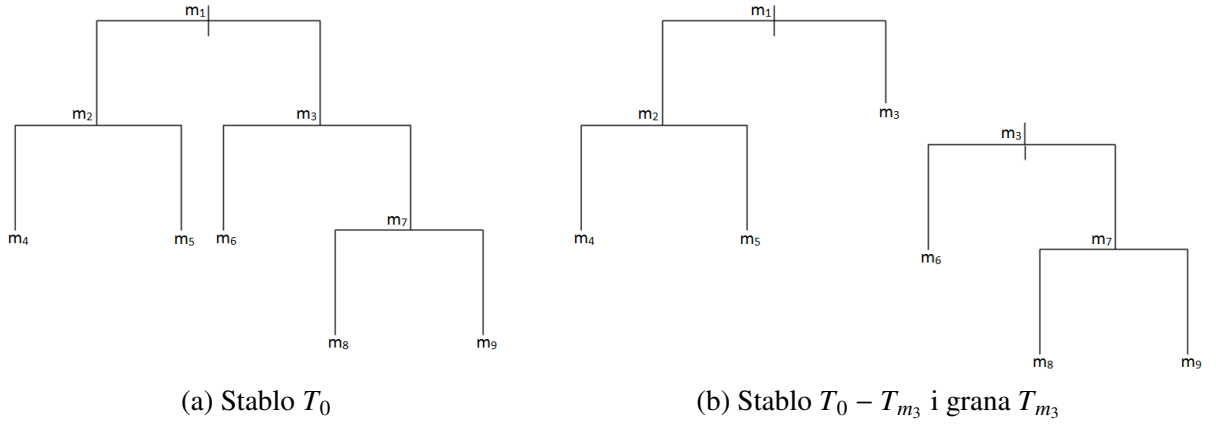 m₁
m₂ m₃
m₄ m₅ m₆ m₇
m₈ m₉
(a) Stablo T₀
m₁
m₂ m₃
m₃
m₄ m₅ m₆ m₇
m₈ m₉
(b) Stablo T₀ − Tₘ₃ i grana Tₘ₃